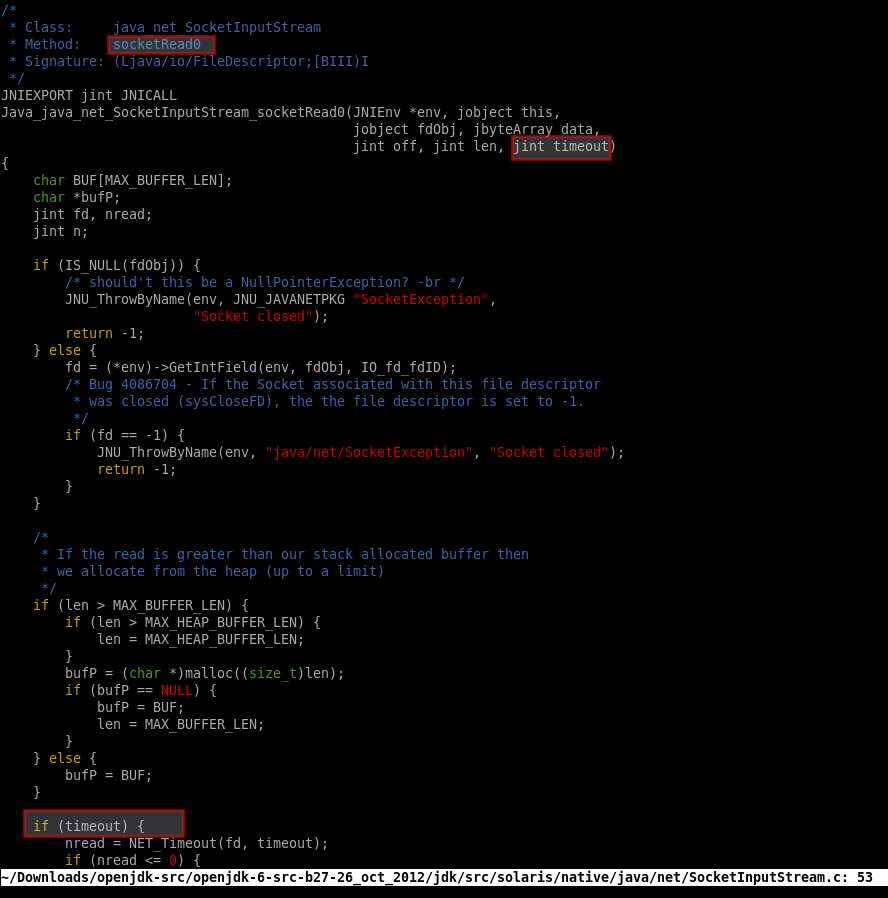 /*
 * Class:     java_net_SocketInputStream
 * Method:    socketRead0
 * Signature: (Ljava/io/FileDescriptor;[BIII)I
 */
JNIEXPORT jint JNICALL
Java_java_net_SocketInputStream_socketRead0(JNIEnv *env, jobject this,
                                            jobject fdObj, jbyteArray data,
                                            jint off, jint len, jint timeout)
{
    char BUF[MAX_BUFFER_LEN];
    char *bufP;
    jint fd, nread;
    jint n;

    if (IS_NULL(fdObj)) {
        /* should't this be a NullPointerException? -br */
        JNU_ThrowByName(env, JNU_JAVANETPKG "SocketException",
                        "Socket closed");
        return -1;
    } else {
        fd = (*env)->GetIntField(env, fdObj, IO_fd_fdID);
        /* Bug 4086704 - If the Socket associated with this file descriptor
         * was closed (sysCloseFD), the the file descriptor is set to -1.
         */
        if (fd == -1) {
            JNU_ThrowByName(env, "java/net/SocketException", "Socket closed");
            return -1;
        }
    }

    /*
     * If the read is greater than our stack allocated buffer then
     * we allocate from the heap (up to a limit)
     */
    if (len > MAX_BUFFER_LEN) {
        if (len > MAX_HEAP_BUFFER_LEN) {
            len = MAX_HEAP_BUFFER_LEN;
        }
        bufP = (char *)malloc((size_t)len);
        if (bufP == NULL) {
            bufP = BUF;
            len = MAX_BUFFER_LEN;
        }
    } else {
        bufP = BUF;
    }

    if (timeout) {
        nread = NET_Timeout(fd, timeout);
        if (nread <= 0) {
~/Downloads/openjdk-src/openjdk-6-src-b27-26_oct_2012/jdk/src/solaris/native/java/net/SocketInputStream.c: 53